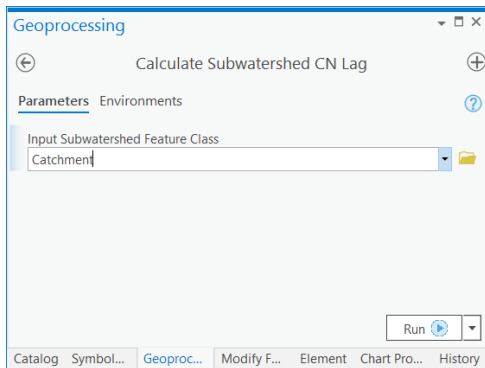 Geoprocessing
Calculate Subwatershed CN Lag
Parameters Environments
Input Subwatershed Feature Class
Catchment
Run
Catalog Symbol... Geoproc... Modify F... Element Chart Pro... History